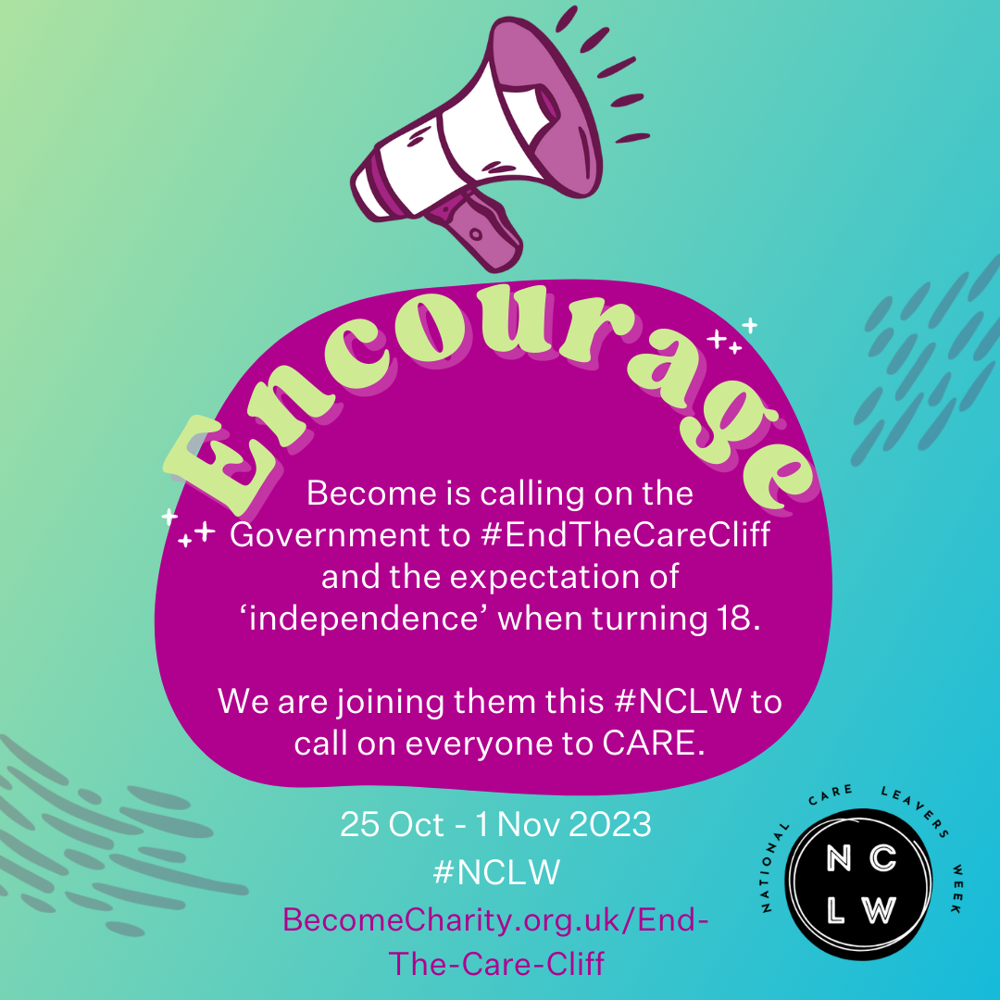 Encourage
Become is calling on the
Government to #EndTheCareCliff
and the expectation of
‘independence’ when turning 18.
We are joining them this #NCLW to
call on everyone to CARE.
25 Oct - 1 Nov 2023
#NCLW
BecomeCharity.org.uk/End-
The-Care-Cliff
NATIONAL CARE LEAVERS WEEK
N C
L W